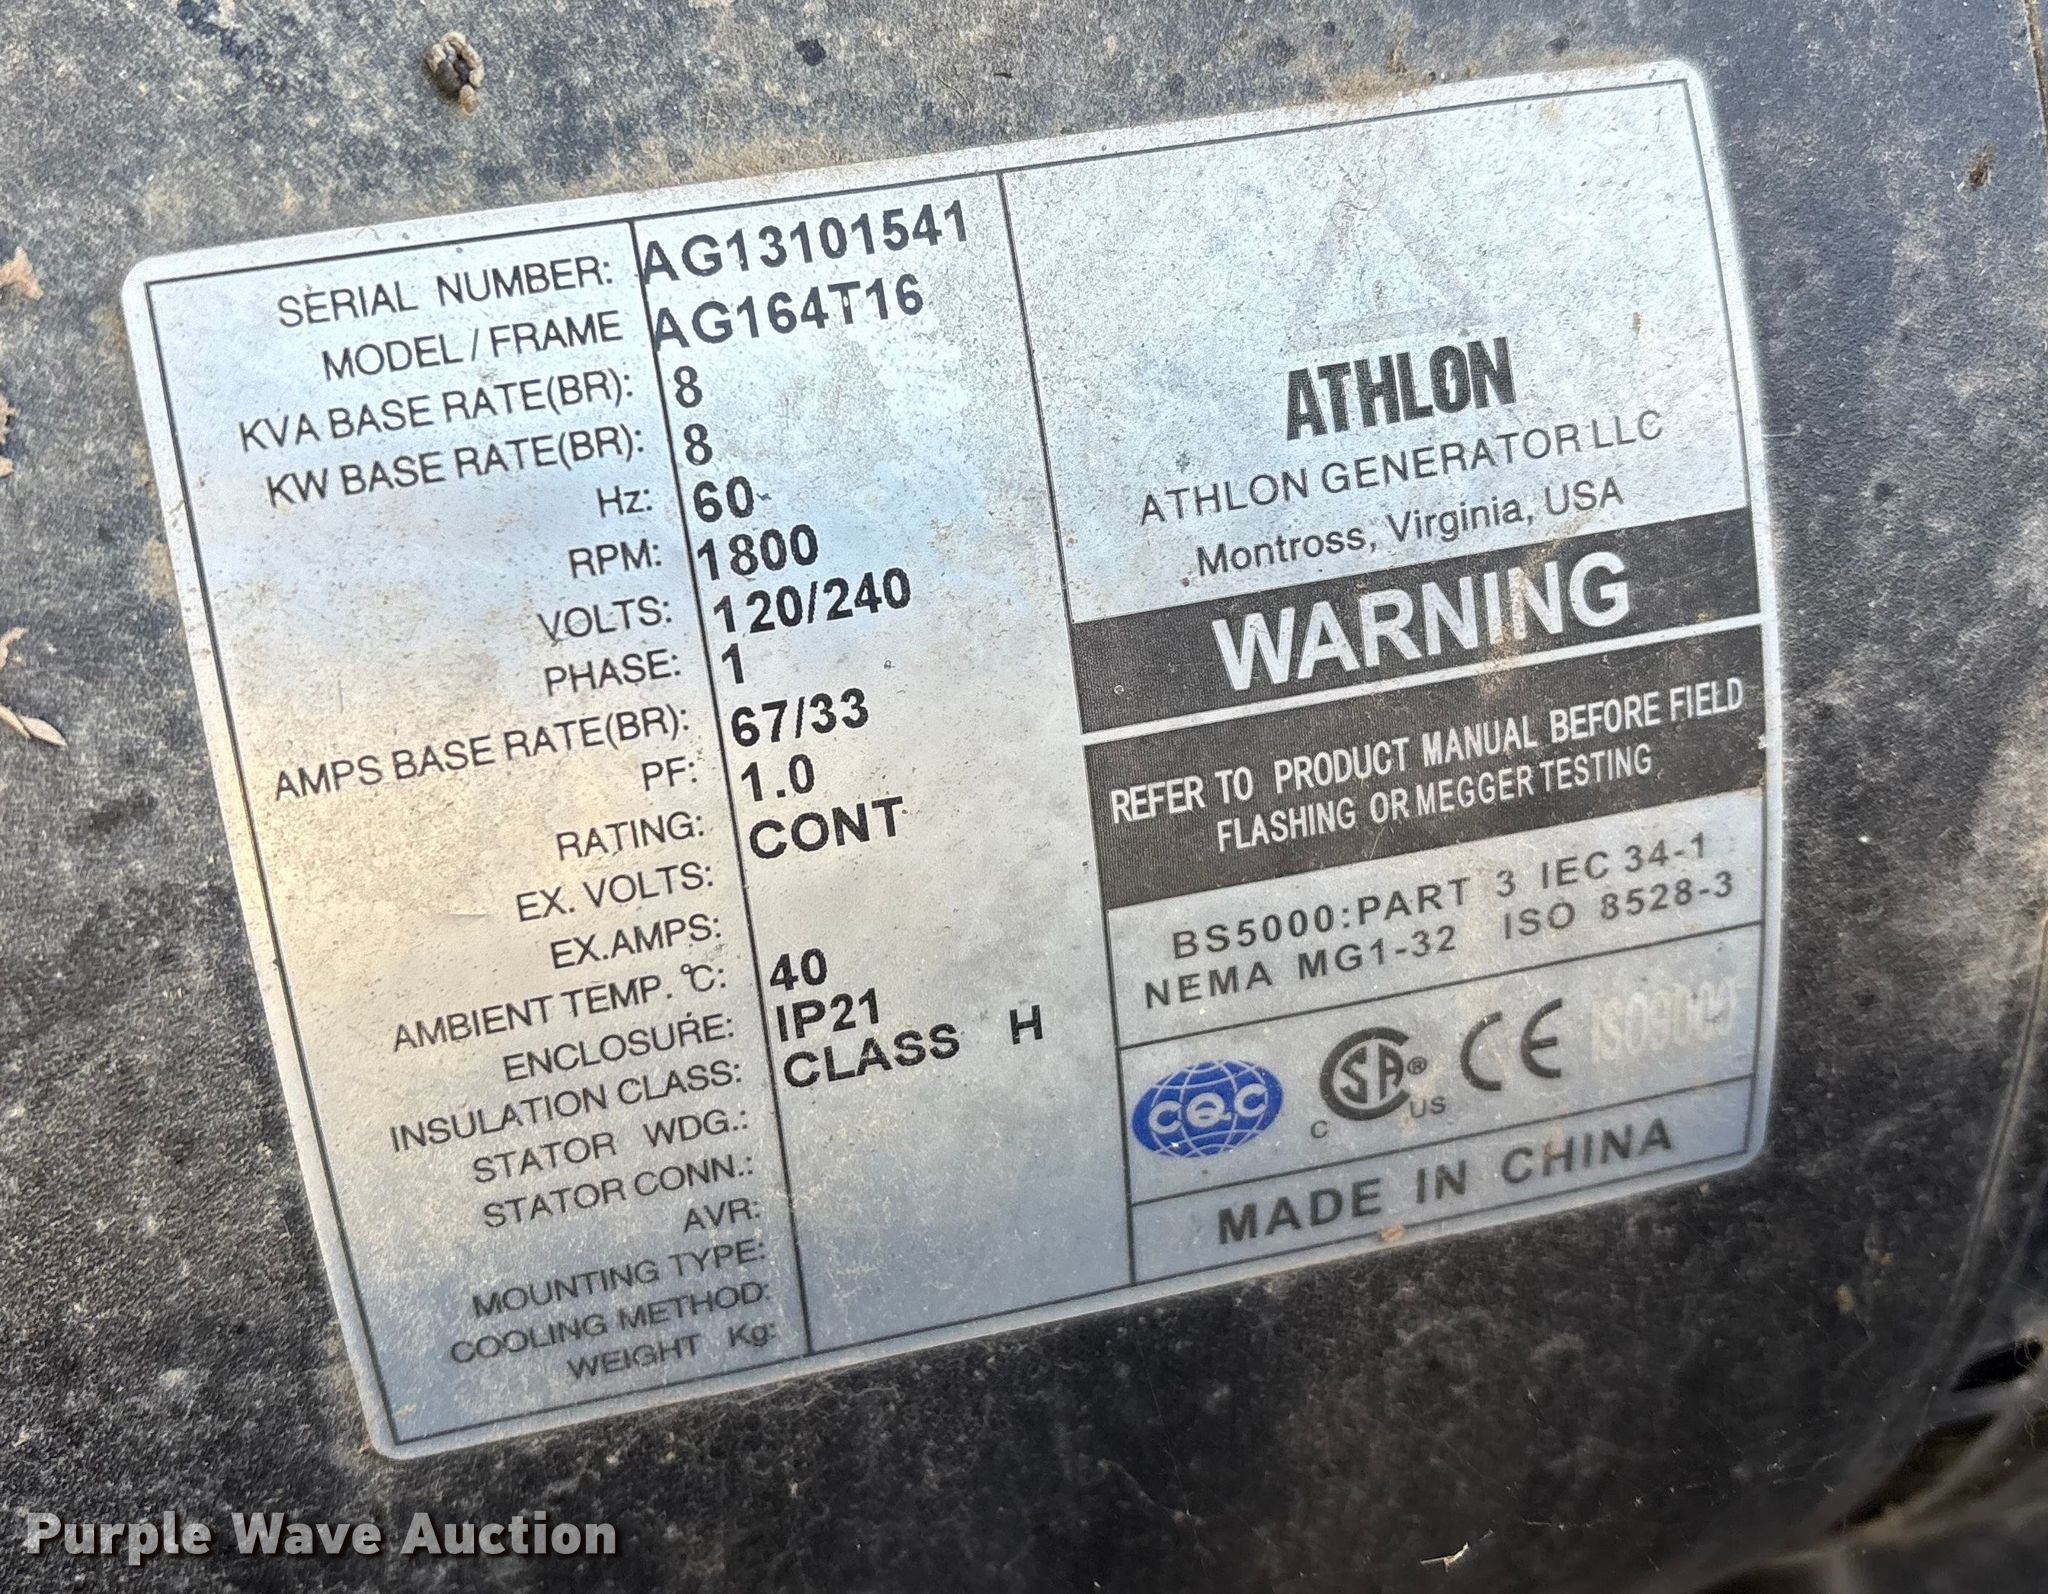 SERIAL NUMBER: AG13101541
MODEL/FRAME AG164T16
KVA BASE RATE(BR): 8
KW BASE RATE(BR): 8
Hz: 60
RPM: 1800
VOLTS: 120/240
PHASE: 1
AMPS BASE RATE(BR): 67/33
PF: 1.0
RATING: CONT
EX. VOLTS:
EX.AMPS:
AMBIENT TEMP. °C: 40
ENCLOSURE: IP21
INSULATION CLASS: CLASS H
STATOR WDG.:
STATOR CONN.:
AVR:
MOUNTING TYPE:
COOLING METHOD:
WEIGHT Kg:
ATHLON
ATHLON GENERATOR LLC
Montross, Virginia, USA
WARNING
REFER TO PRODUCT MANUAL BEFORE FIELD
FLASHING OR MEGGER TESTING
BS5000:PART 3 IEC 34-1
NEMA MG1-32 ISO 8528-3
CQC C SA® US CE
MADE IN CHINA
Purple Wave Auction